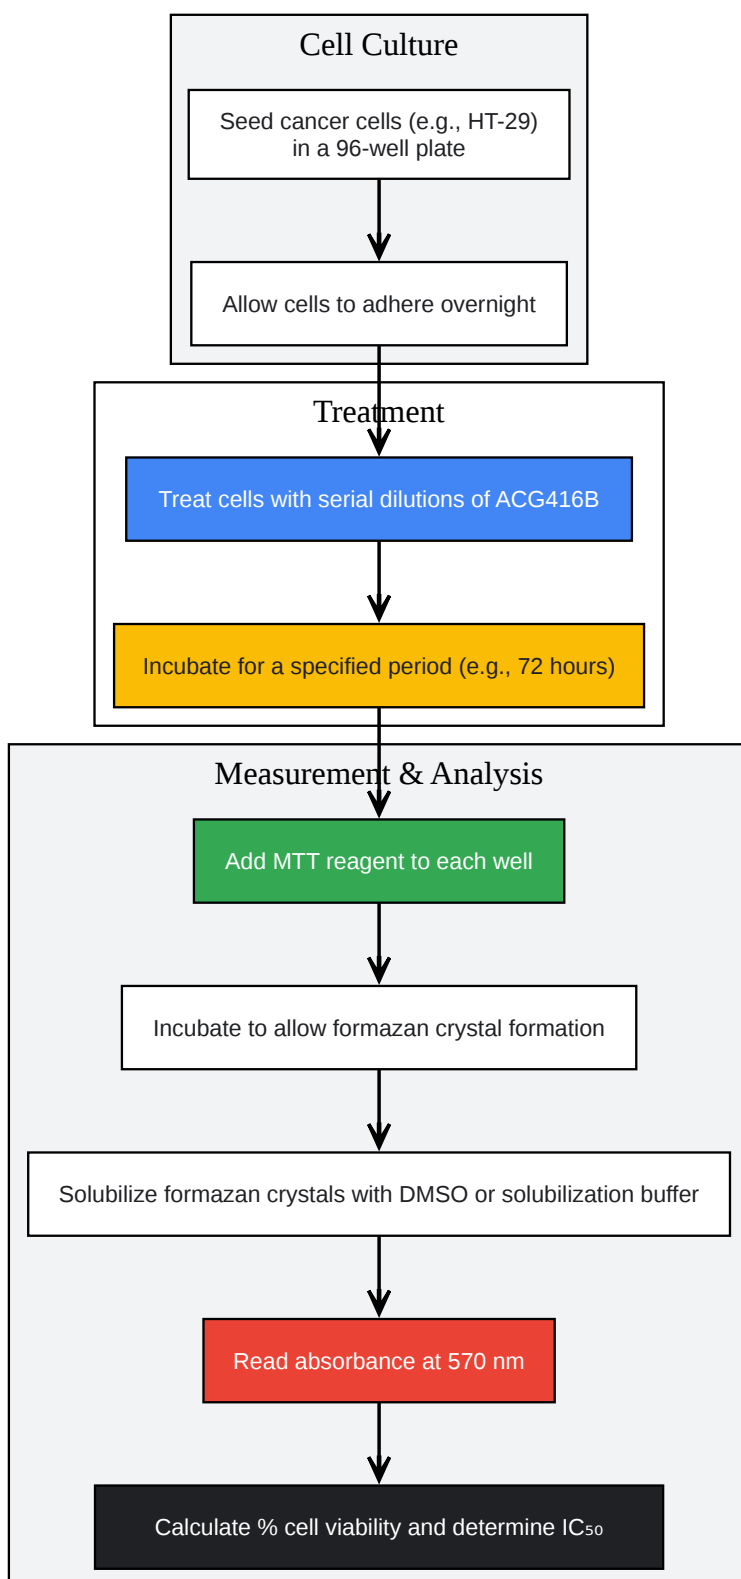 Cell Culture
Seed cancer cells (e.g., HT-29)
in a 96-well plate
Allow cells to adhere overnight
Treatment
Treat cells with serial dilutions of ACG416B
Incubate for a specified period (e.g., 72 hours)
Measurement & Analysis
Add MTT reagent to each well
Incubate to allow formazan crystal formation
Solubilize formazan crystals with DMSO or solubilization buffer
Read absorbance at 570 nm
Calculate % cell viability and determine IC₅₀